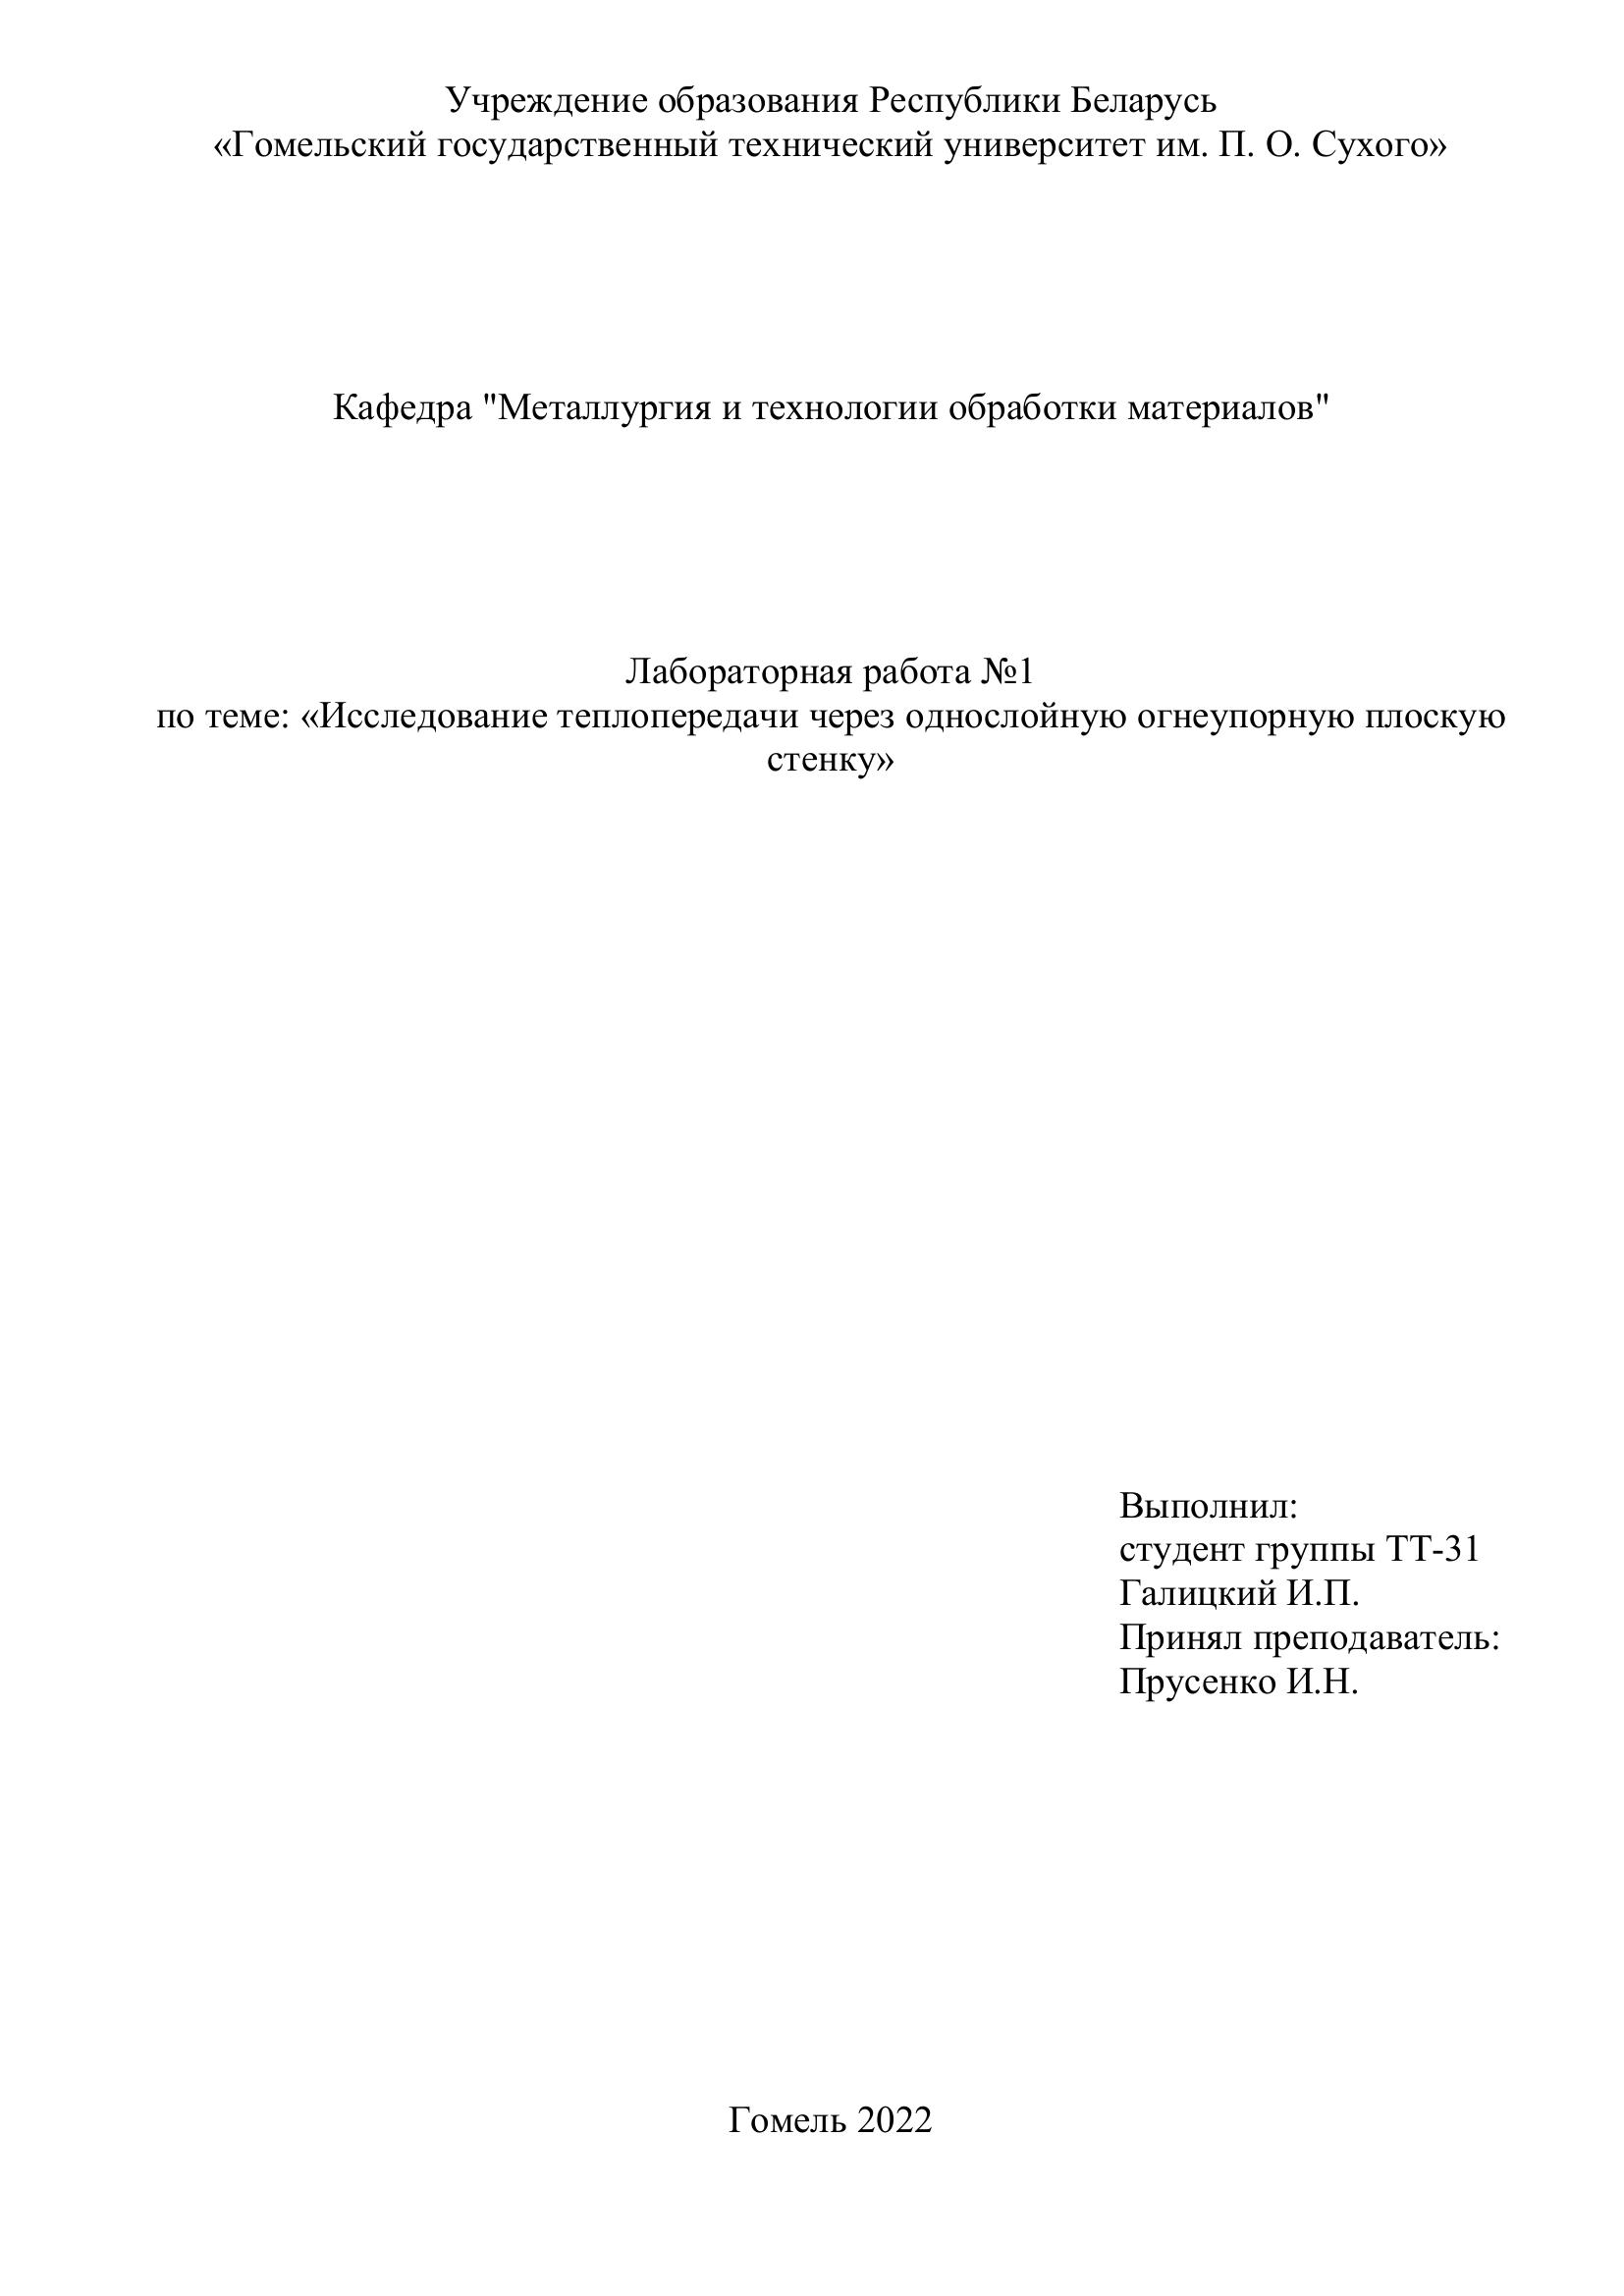 Учреждение образования Республики Беларусь
«Гомельский государственный технический университет им. П. О. Сухого»
Кафедра "Металлургия и технологии обработки материалов"
Лабораторная работа №1
по теме: «Исследование теплопередачи через однослойную огнеупорную плоскую
стенку»
Выполнил:
студент группы ТТ-31
Галицкий И.П.
Принял преподаватель:
Прусенко И.Н.
Гомель 2022